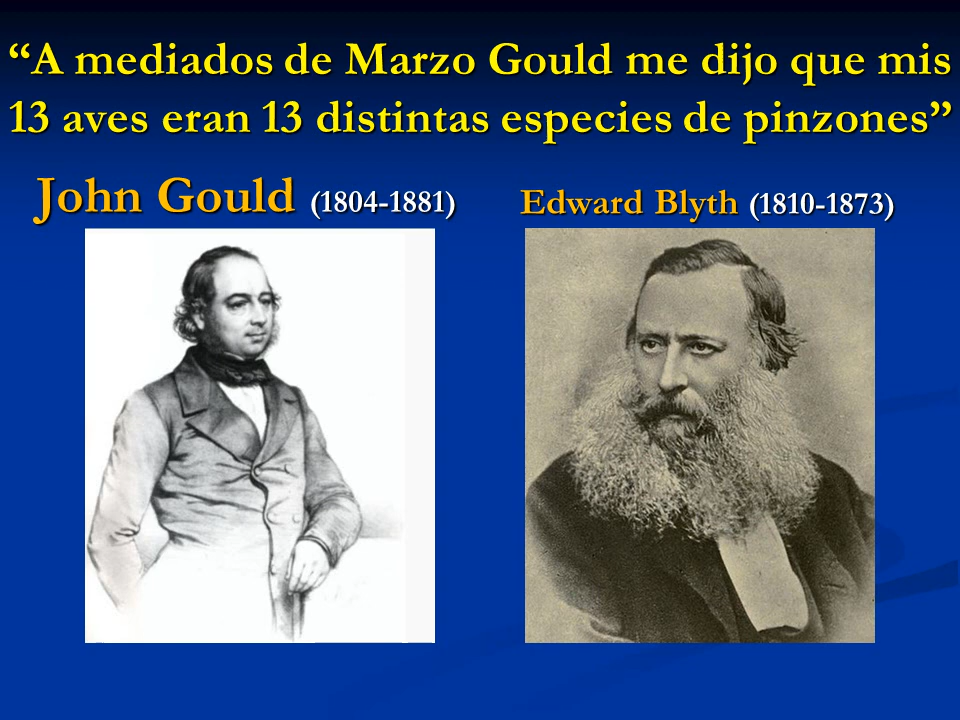 “A mediados de Marzo Gould me dijo que mis
13 aves eran 13 distintas especies de pinzones”
John Gould (1804-1881)
Edward Blyth (1810-1873)